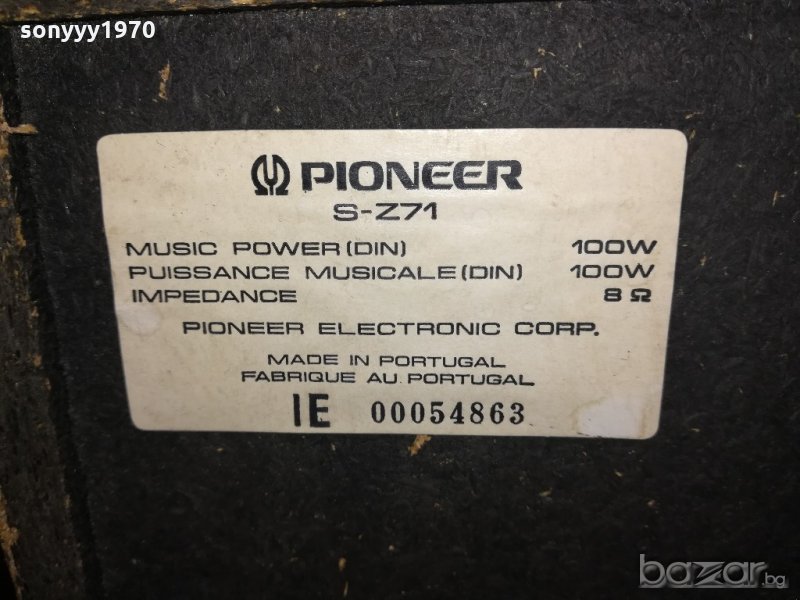 sonyyy1970
PIONEER
S-Z71
MUSIC POWER (DIN) 100W
PUISSANCE MUSICALE (DIN) 100W
IMPEDANCE 8 Ω
PIONEER ELECTRONIC CORP.
MADE IN PORTUGAL
FABRIQUE AU PORTUGAL
IE 00054863
bazar.bg